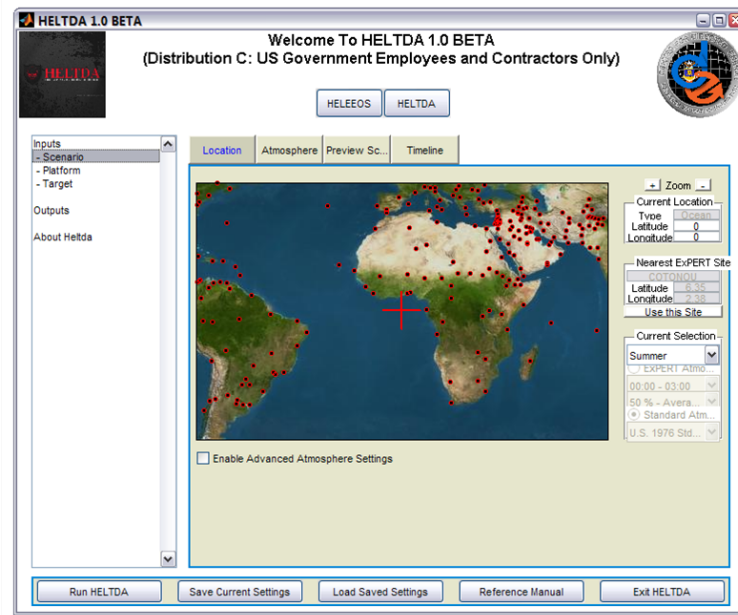 HELTDA 1.0 BETA
Welcome To HELTDA 1.0 BETA
(Distribution C: US Government Employees and Contractors Only)
HELTDA
HELEEOS
HELTDA
Inputs
- Scenario
- Platform
- Target
Outputs
About Heltda
Location
Atmosphere
Preview Sc...
Timeline
+ Zoom -
Current Location
Type Ocean
Latitude 0
Longitude 0
Nearest ExPERT Site
COTONOU
Latitude 6.35
Longitude 2.38
Use this Site
Current Selection
Summer
ExPERT Atmo...
00:00 - 03:00
50 % - Avera...
Standard Atm...
U.S. 1976 Std...
Enable Advanced Atmosphere Settings
Run HELTDA
Save Current Settings
Load Saved Settings
Reference Manual
Exit HELTDA